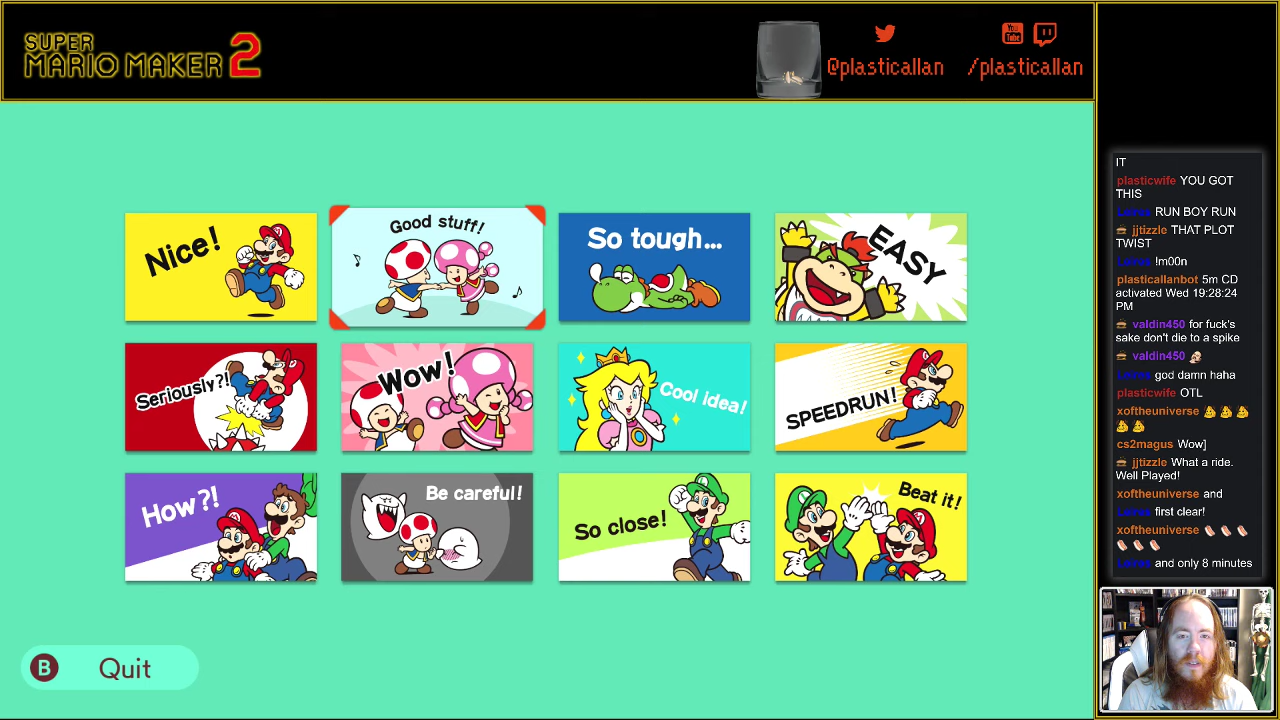 SUPER
MARIO MAKER 2
@plasticallan
You
Tube
/plasticallan
Nice!
Good stuff!
So tough...
EASY
Seriously?!
Wow!
Cool idea!
SPEEDRUN!
How?!
Be careful!
So close!
Beat it!
B Quit
IT
plasticwife YOU GOT
THIS
RUN BOY RUN
jjtizzle THAT PLOT
TWIST
!m00n
plasticallanbot 5m CD
activated Wed 19:28:24
PM
valdin450 for fuck's
sake don't die to a spike
valdin450
god damn haha
plasticwife OTL
xoftheuniverse
cs2magus Wow]
jjtizzle What a ride.
Well Played!
xoftheuniverse and
first clear!
xoftheuniverse
and only 8 minutes